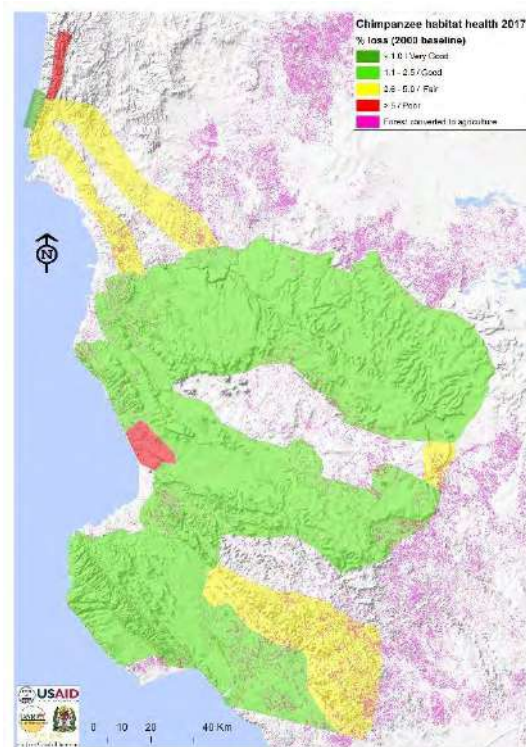 Chimpanzee habitat health 2017
% loss (2000 baseline)
< 1.0 / Very Good
1.1 - 2.5 / Good
2.6 - 5.0 / Fair
> 5 / Poor
Forest converted to agriculture
N
USAID
0 10 20 40 Km